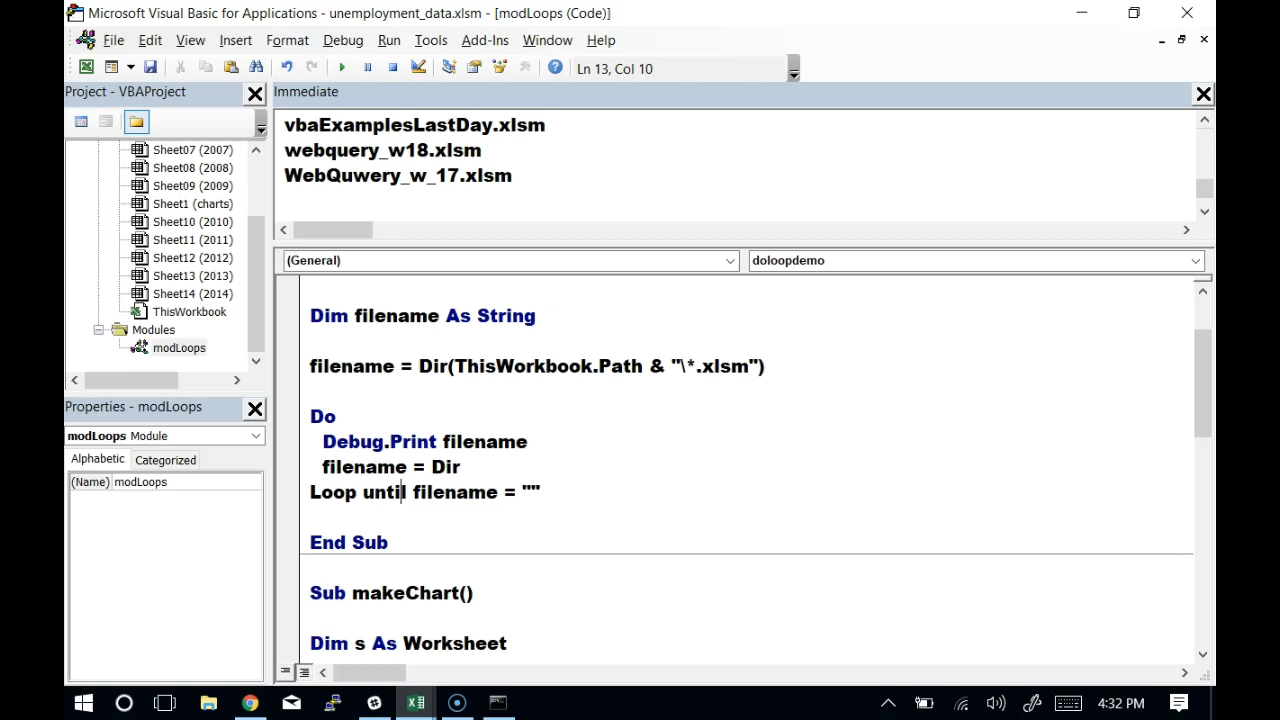 Microsoft Visual Basic for Applications - unemployment_data.xlsm - [modLoops (Code)]
File Edit View Insert Format Debug Run Tools Add-Ins Window Help
Ln 13, Col 10
Project - VBAProject
Immediate
vbaExamplesLastDay.xlsm
webquery_w18.xlsm
WebQuwery_w_17.xlsm
Sheet07 (2007)
Sheet08 (2008)
Sheet09 (2009)
Sheet1 (charts)
Sheet10 (2010)
Sheet11 (2011)
Sheet12 (2012)
Sheet13 (2013)
Sheet14 (2014)
ThisWorkbook
Modules
modLoops
Properties - modLoops
modLoops Module
Alphabetic Categorized
(Name) modLoops
(General) doloopdemo
Dim filename As String
filename = Dir(ThisWorkbook.Path & "\*.xlsm")
Do
Debug.Print filename
filename = Dir
Loop until filename = ""
End Sub
Sub makeChart()
Dim s As Worksheet
4:32 PM